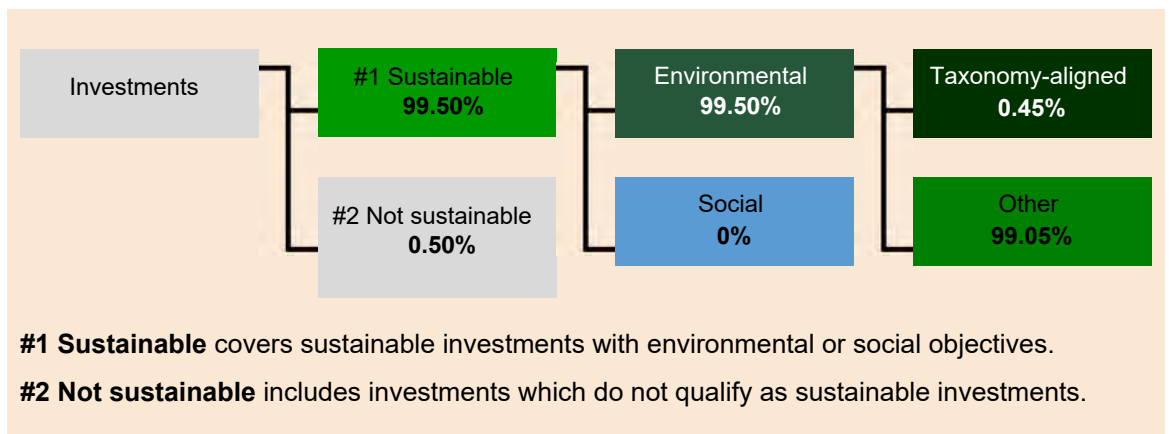 Investments
#1 Sustainable
99.50%
Environmental
99.50%
Taxonomy-aligned
0.45%
#2 Not sustainable
0.50%
Social
0%
Other
99.05%
#1 Sustainable covers sustainable investments with environmental or social objectives.
#2 Not sustainable includes investments which do not qualify as sustainable investments.